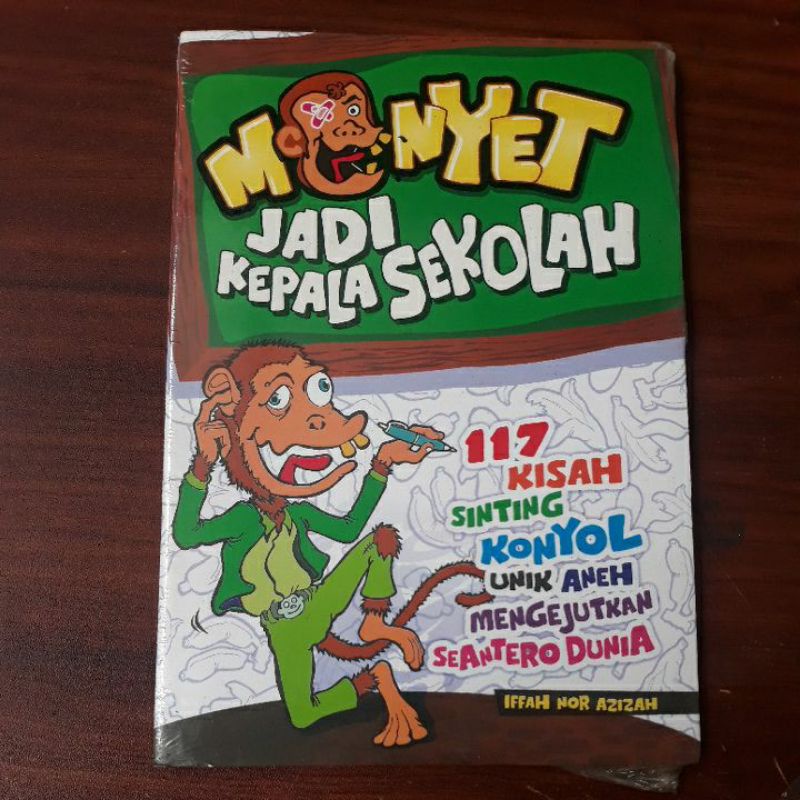 MONYET
JADI
KEPALA SEKOLAH
117
KISAH
SINTING
KONYOL
UNIK ANEH
MENGEJUTKAN
SEANTERO DUNIA
IFFAH NOR AZIZAH